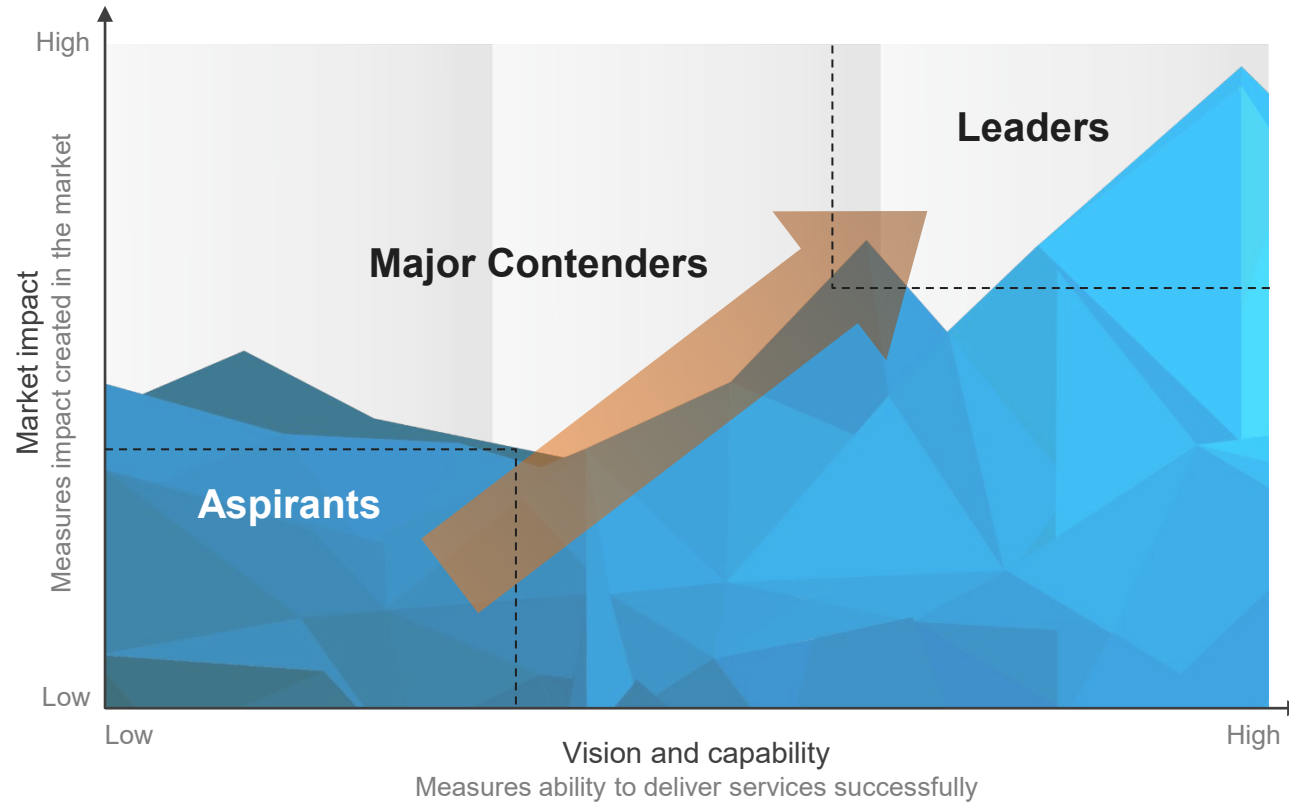 High
Leaders
Major Contenders
Market impact
Measures impact created in the market
Aspirants
Low
Low
High
Vision and capability
Measures ability to deliver services successfully